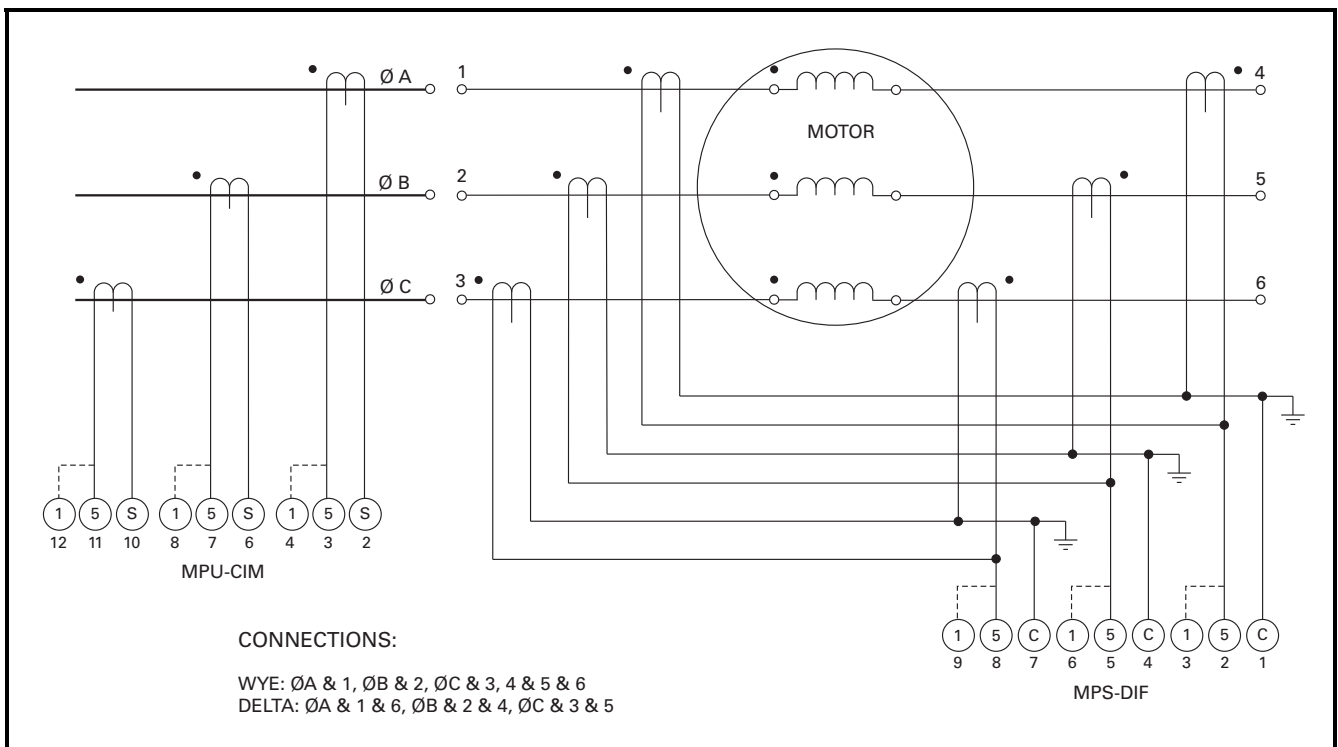 Ø A
1
4
MOTOR
Ø B
2
5
Ø C
3
6
1 5 S 1 5 S 1 5 S
12 11 10 8 7 6 4 3 2
MPU-CIM
1 5 C 1 5 C 1 5 C
9 8 7 6 5 4 3 2 1
MPS-DIF
CONNECTIONS:
WYE: ØA & 1, ØB & 2, ØC & 3, 4 & 5 & 6
DELTA: ØA & 1 & 6, ØB & 2 & 4, ØC & 3 & 5